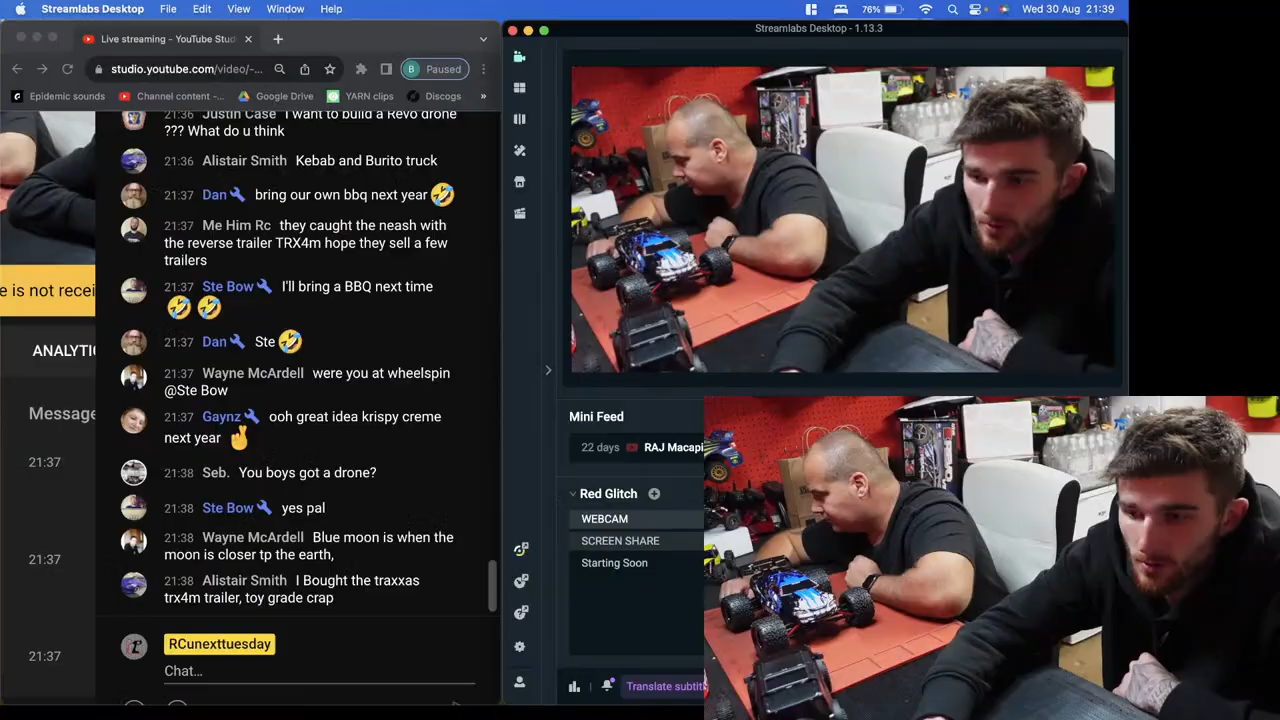 Streamlabs Desktop File Edit View Window Help
76% Wed 30 Aug 21:39
Live streaming - YouTube Stud
Streamlabs Desktop - 1.13.3
studio.youtube.com/video/-...
B Paused
Epidemic sounds Channel content -... Google Drive YARN clips Discogs »
21:36 Justin Case I want to build a Revo drone
??? What do u think
21:36 Alistair Smith Kebab and Burito truck
21:37 Dan bring our own bbq next year 🤣
21:37 Me Him Rc they caught the neash with
the reverse trailer TRX4m hope they sell a few
trailers
e is not recei
21:37 Ste Bow I'll bring a BBQ next time
🤣 🤣
21:37 Dan Ste 🤣
ANALYTI
21:37 Wayne McArdell were you at wheelspin
@Ste Bow
Message
21:37 Gaynz ooh great idea krispy creme
next year ✌
21:37
21:38 Seb. You boys got a drone?
21:38 Ste Bow yes pal
21:38 Wayne McArdell Blue moon is when the
moon is closer tp the earth,
21:37
21:38 Alistair Smith I Bought the traxxas
trx4m trailer, toy grade crap
RCunexttuesday
21:37
Chat...
Mini Feed
22 days RAJ Macapi
Red Glitch
WEBCAM
SCREEN SHARE
Starting Soon
Translate subtit